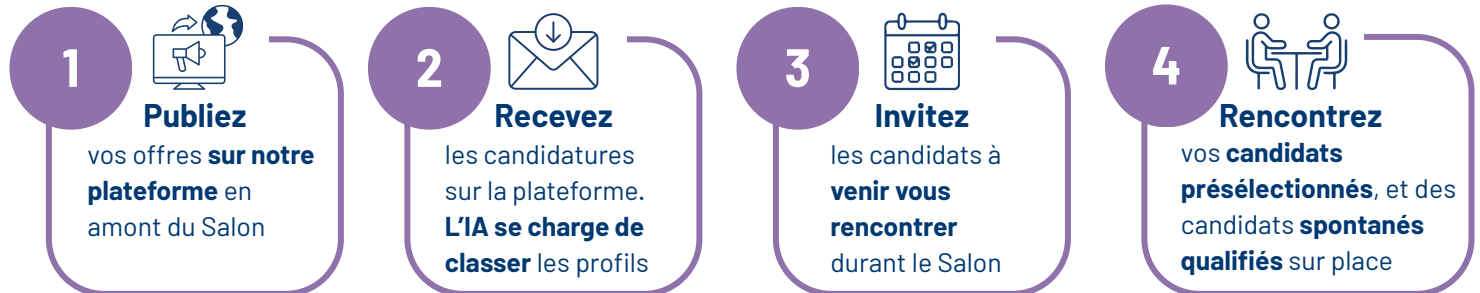 1
Publiez
vos offres sur notre
plateforme en
amont du Salon
2
Recevez
les candidatures
sur la plateforme.
L'IA se charge de
classer les profils
3
Invitez
les candidats à
venir vous
rencontrer
durant le Salon
4
Rencontrez
vos candidats
présélectionnés, et des
candidats spontanés
qualifiés sur place